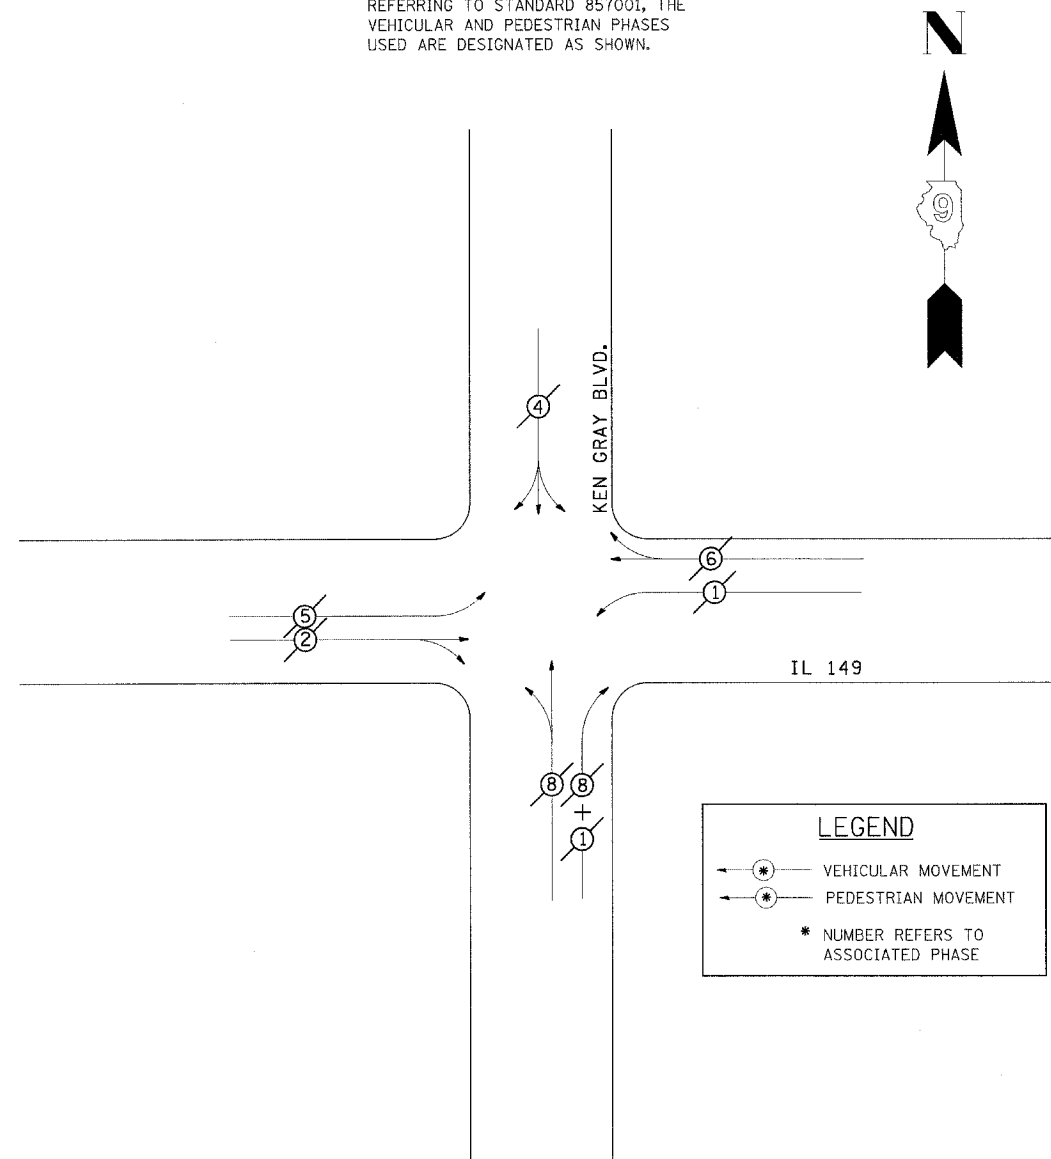 REFERRING TO STANDARD 857001, THE
VEHICULAR AND PEDESTRIAN PHASES
USED ARE DESIGNATED AS SHOWN.
N
9
KEN GRAY BLVD.
4
6
1
5
2
IL 149
8 8
+
1
LEGEND
* VEHICULAR MOVEMENT
* PEDESTRIAN MOVEMENT
* NUMBER REFERS TO
ASSOCIATED PHASE